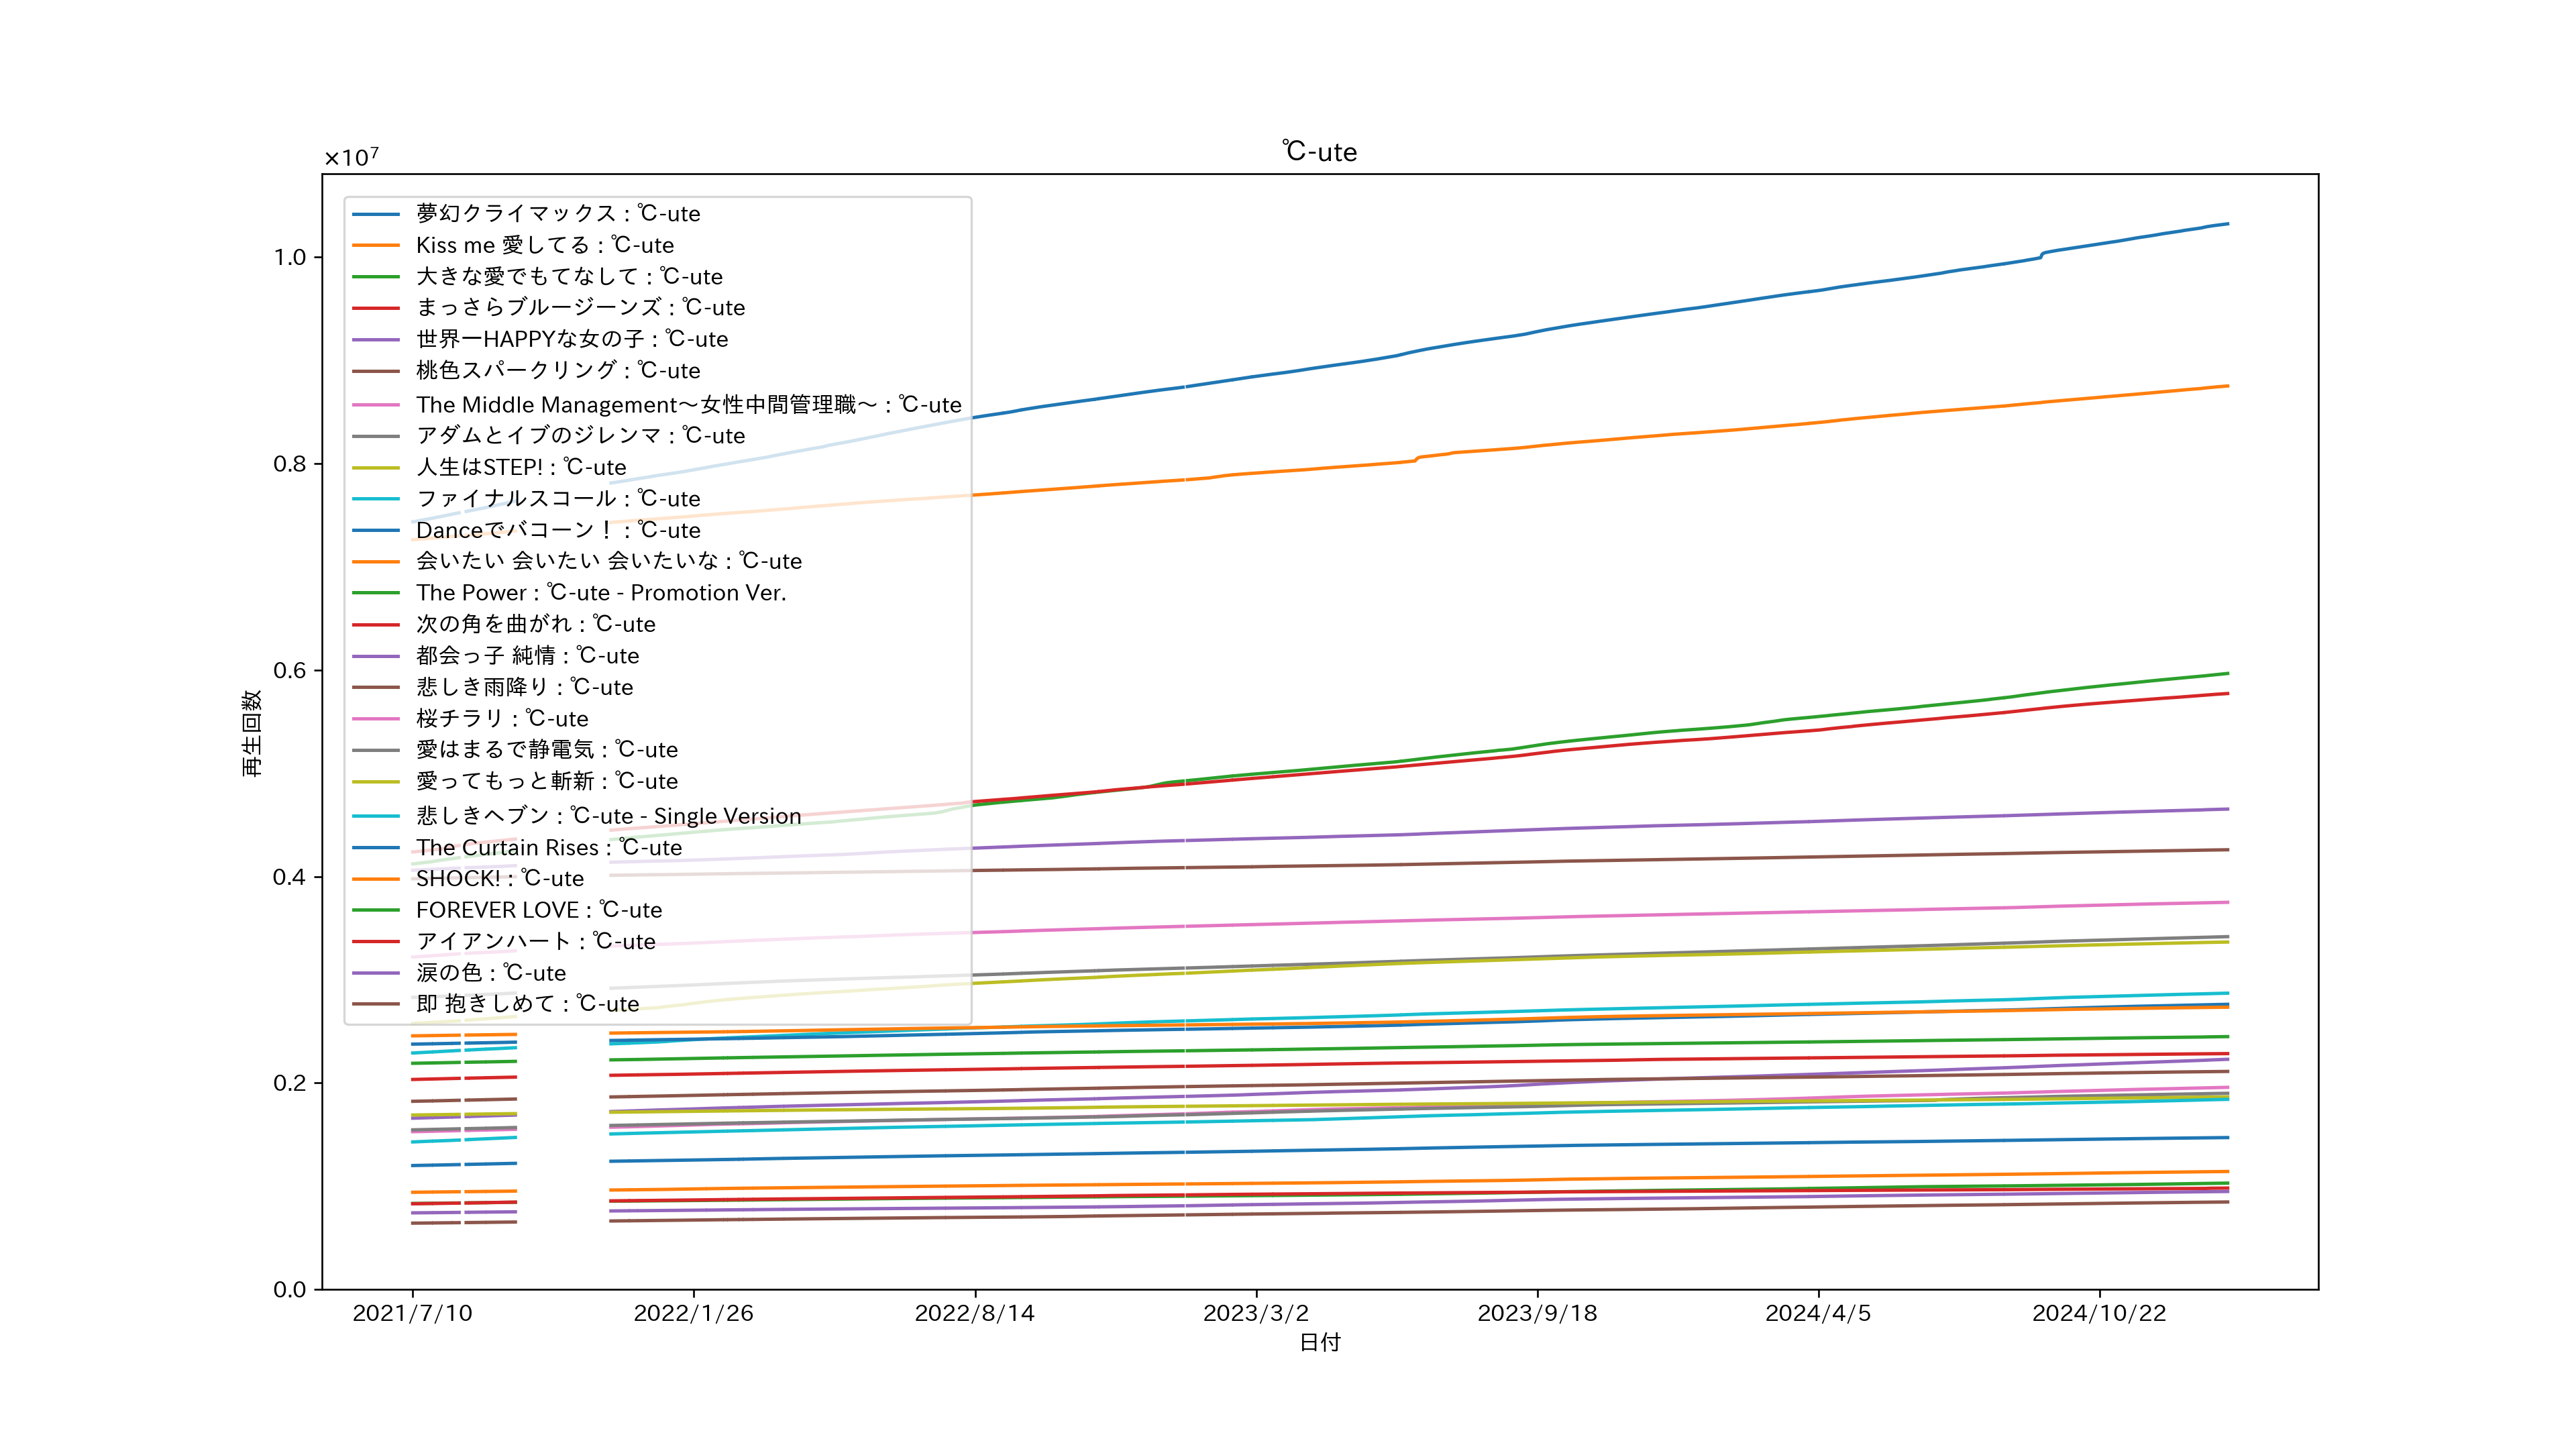 ℃-ute
×10⁷
夢幻クライマックス : ℃-ute
Kiss me 愛してる : ℃-ute
大きな愛でもてなして : ℃-ute
まっさらブルージーンズ : ℃-ute
世界一HAPPYな女の子 : ℃-ute
桃色スパークリング : ℃-ute
The Middle Management～女性中間管理職～ : ℃-ute
アダムとイブのジレンマ : ℃-ute
人生はSTEP! : ℃-ute
ファイナルスコール : ℃-ute
Danceでバコーン！ : ℃-ute
会いたい 会いたい 会いたいな : ℃-ute
The Power : ℃-ute - Promotion Ver.
次の角を曲がれ : ℃-ute
都会っ子 純情 : ℃-ute
悲しき雨降り : ℃-ute
桜チラリ : ℃-ute
愛はまるで静電気 : ℃-ute
愛ってもっと斬新 : ℃-ute
悲しきヘブン : ℃-ute - Single Version
The Curtain Rises : ℃-ute
SHOCK! : ℃-ute
FOREVER LOVE : ℃-ute
アイアンハート : ℃-ute
涙の色 : ℃-ute
即 抱きしめて : ℃-ute
1.0
0.8
0.6
0.4
0.2
0.0
再生回数
2021/7/10
2022/1/26
2022/8/14
2023/3/2
2023/9/18
2024/4/5
2024/10/22
日付